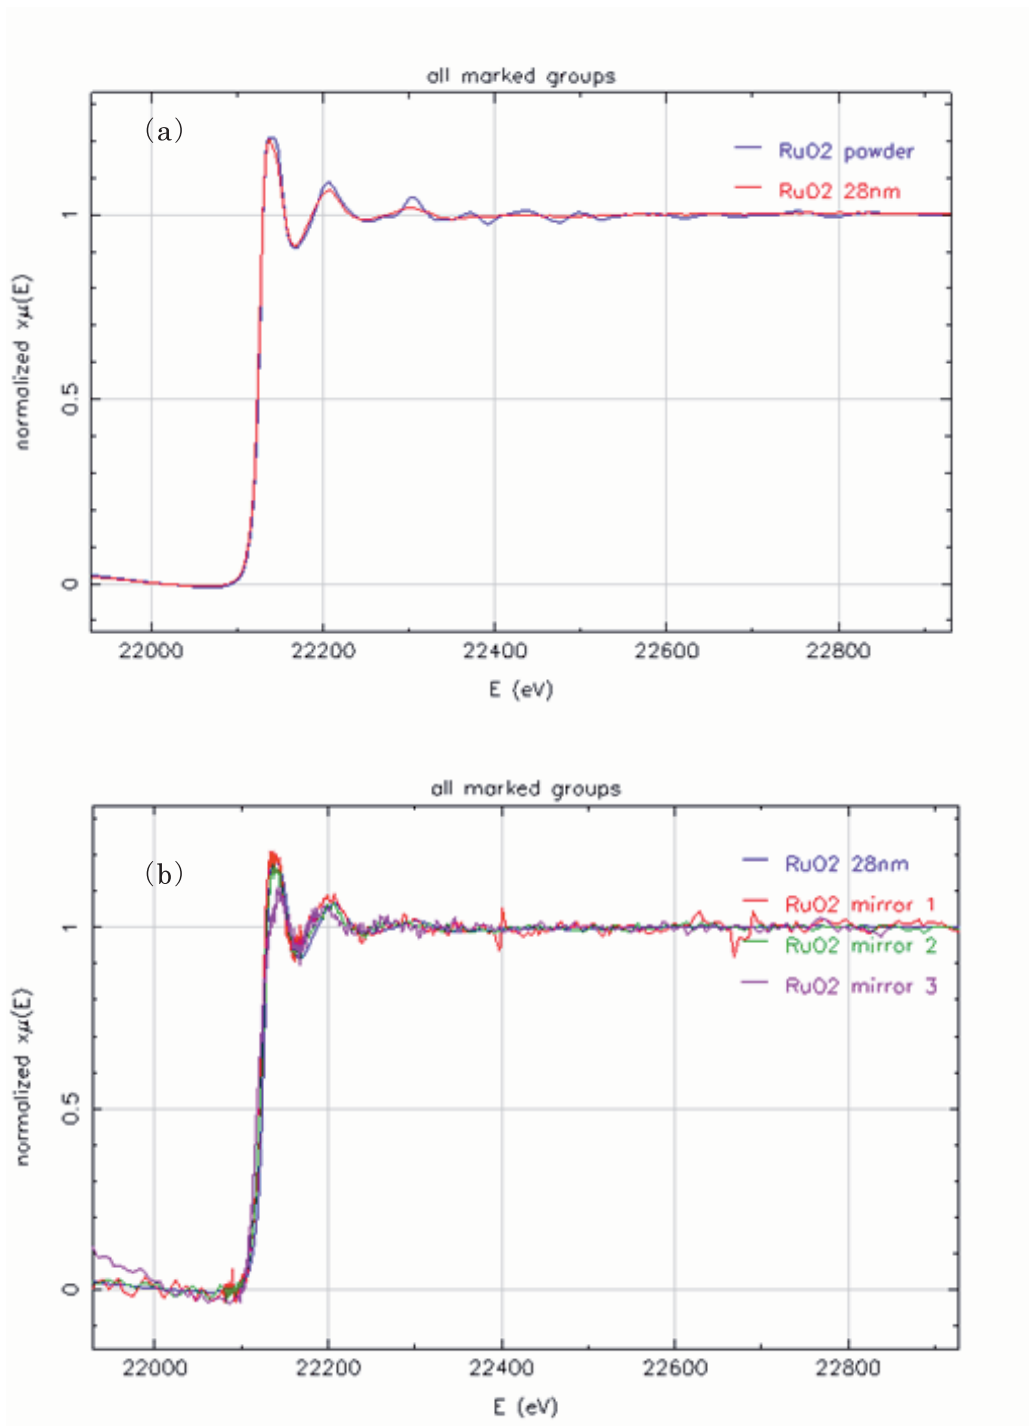 all marked groups
(a)
RuO2 powder
RuO2 28nm
1
0.5
0
normalized xμ(E)
22000 22200 22400 22600 22800
E (eV)
all marked groups
(b)
RuO2 28nm
RuO2 mirror 1
RuO2 mirror 2
RuO2 mirror 3
1
0.5
0
normalized xμ(E)
22000 22200 22400 22600 22800
E (eV)